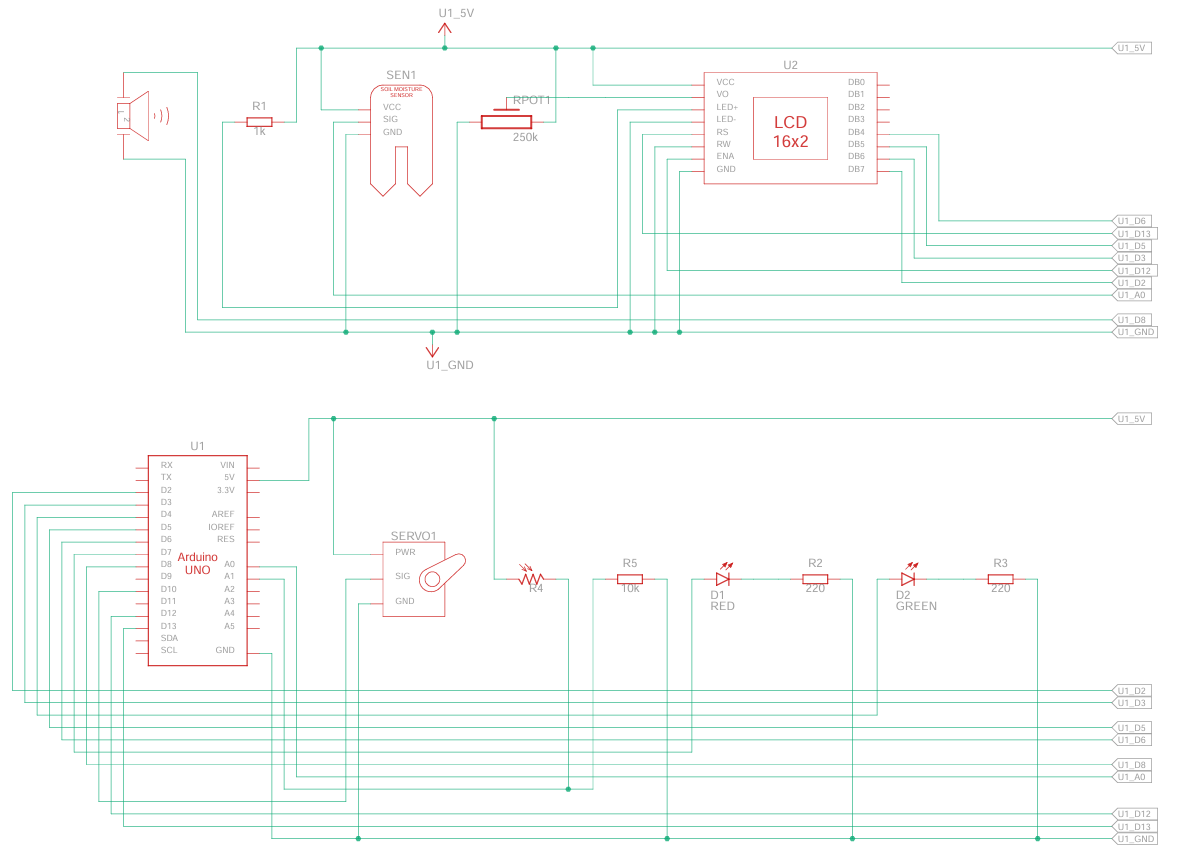 U1_5V
U1_5V
SEN1
SOIL MOISTURE
SENSOR
VCC
SIG
GND
R1
1k
RPOT1
250k
U2
VCC
VO
LED+
LED-
RS
RW
ENA
GND
LCD
16x2
DB0
DB1
DB2
DB3
DB4
DB5
DB6
DB7
U1_D6
U1_D13
U1_D5
U1_D3
U1_D12
U1_D2
U1_A0
U1_D8
U1_GND
U1_GND
U1_5V
U1
RX
TX
D2
D3
D4
D5
D6
D7
D8
D9
D10
D11
D12
D13
SDA
SCL
Arduino
UNO
VIN
5V
3.3V
AREF
IOREF
RES
A0
A1
A2
A3
A4
A5
GND
SERVO1
PWR
SIG
GND
R4
R5
10k
D1
RED
R2
220
D2
GREEN
R3
220
U1_D2
U1_D3
U1_D5
U1_D6
U1_D8
U1_A0
U1_D12
U1_D13
U1_GND